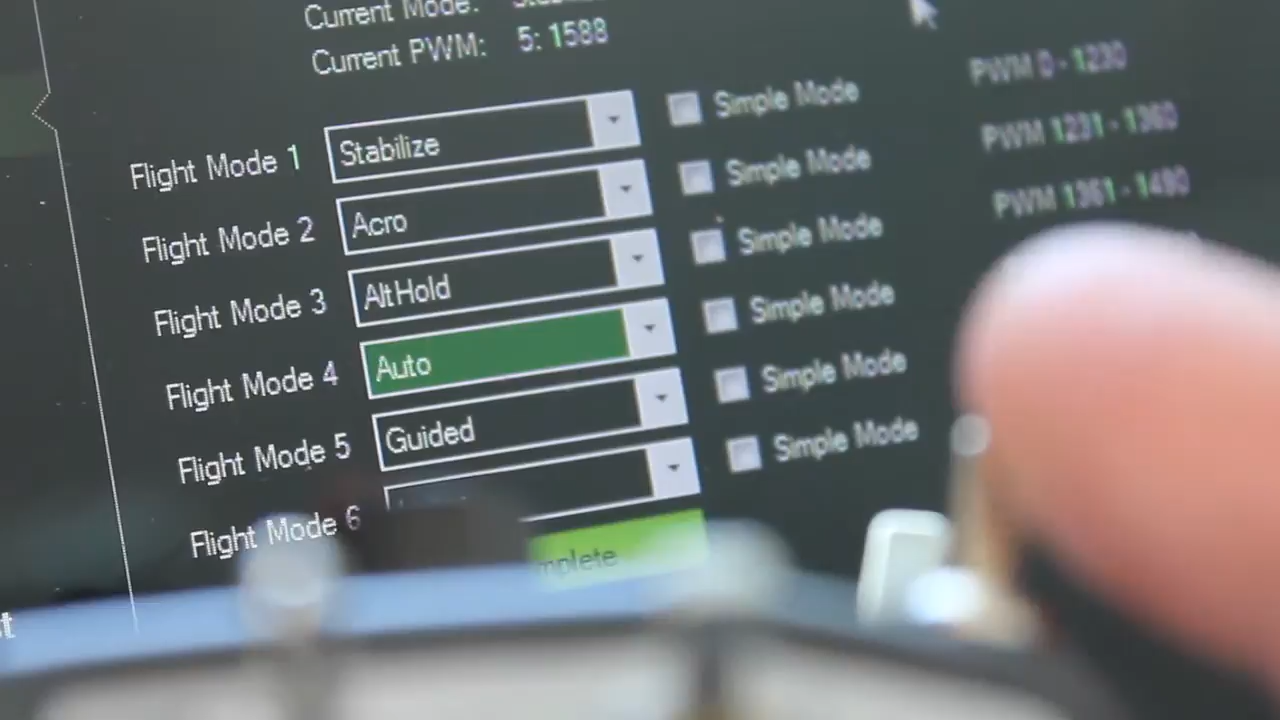 Current Mode:
Current PWM: 5: 1588
Flight Mode 1 Stabilize Simple Mode PWM 0 - 1230
Flight Mode 2 Acro Simple Mode PWM 1231 - 1360
Flight Mode 3 AltHold Simple Mode PWM 1361 - 1490
Flight Mode 4 Auto Simple Mode
Flight Mode 5 Guided Simple Mode
Flight Mode 6 Simple Mode